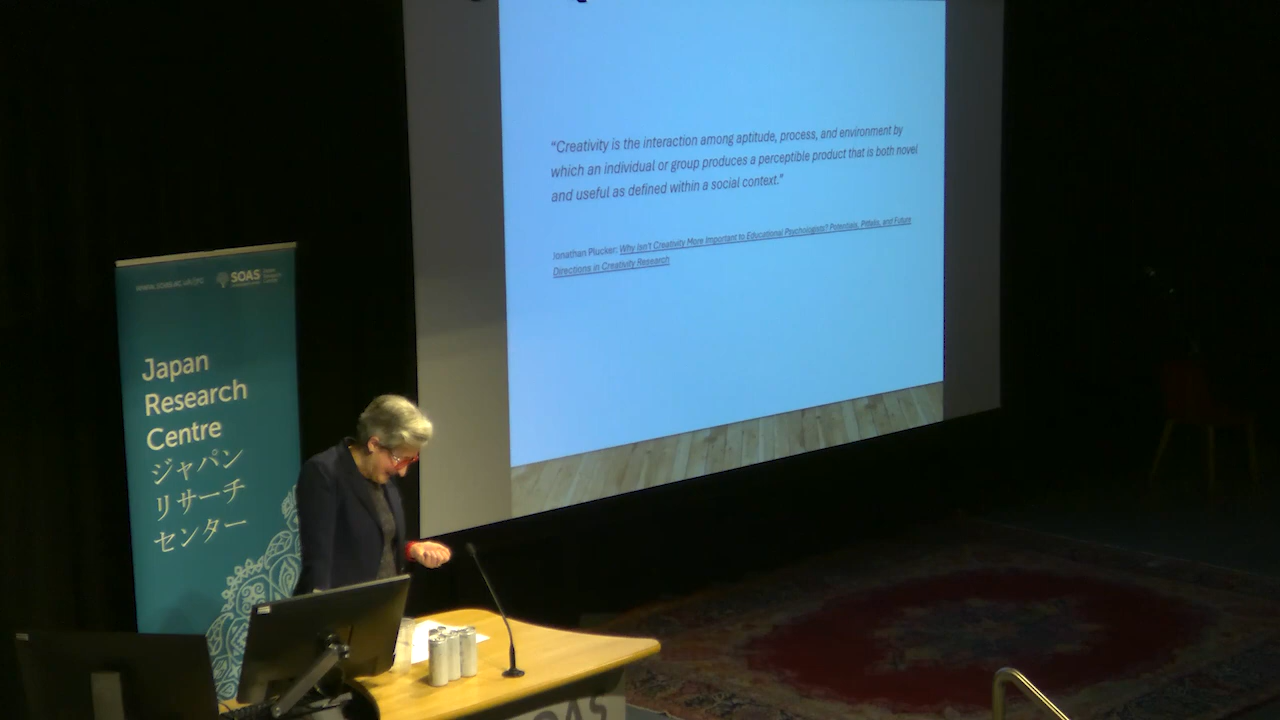 “Creativity is the interaction among aptitude, process, and environment by
which an individual or group produces a perceptible product that is both novel
and useful as defined within a social context.”
Jonathan Plucker: Why Isn't Creativity More Important to Educational Psychologists? Potentials, Pitfalls, and Future
Directions in Creativity Research
SOAS
Japan
Research
Centre
ジャパン
リサーチ
センター
SOAS